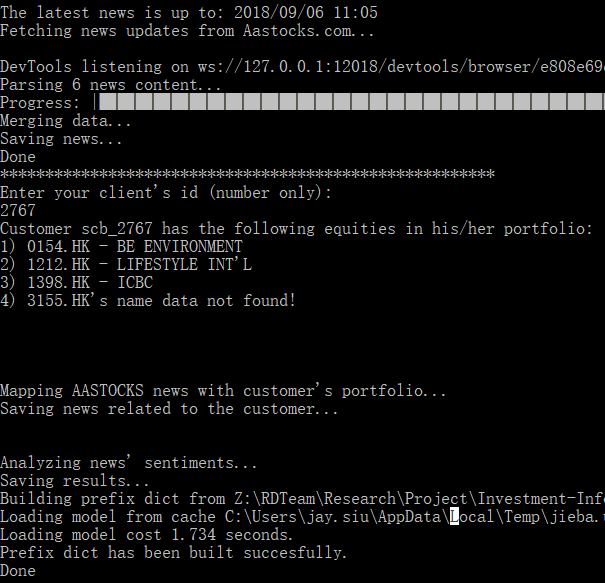 The latest news is up to: 2018/09/06 11:05
Fetching news updates from Aastocks.com...
DevTools listening on ws://127.0.0.1:12018/devtools/browser/e808e69
Parsing 6 news content...
Progress:
Merging data...
Saving news...
Done
*******************************************************
Enter your client's id (number only):
2767
Customer scb_2767 has the following equities in his/her portfolio:
1) 0154.HK - BE ENVIRONMENT
2) 1212.HK - LIFESTYLE INT'L
3) 1398.HK - ICBC
4) 3155.HK's name data not found!
Mapping AASTOCKS news with customer's portfolio...
Saving news related to the customer...
Analyzing news' sentiments...
Saving results...
Building prefix dict from Z:\RDTeam\Research\Project\Investment-Inf
Loading model from cache C:\Users\jay.siu\AppData\Local\Temp\jieba.
Loading model cost 1.734 seconds.
Prefix dict has been built succesfully.
Done